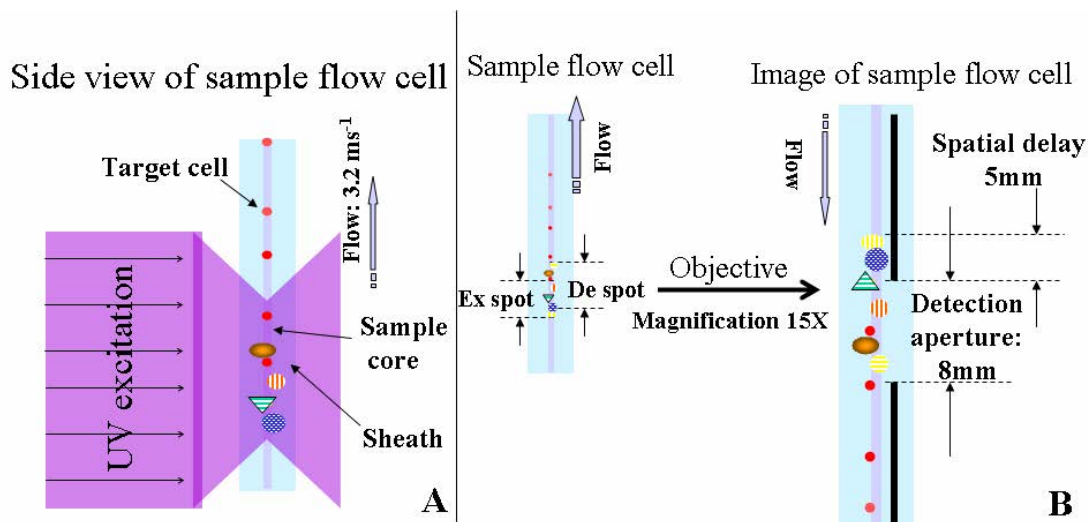 Side view of sample flow cell
Target cell
Flow: 3.2 ms⁻¹
UV excitation
Sample
core
Sheath
A
Sample flow cell
Flow
Ex spot
De spot
Objective
Magnification 15X
Image of sample flow cell
Flow
Spatial delay
5mm
Detection
aperture:
8mm
B